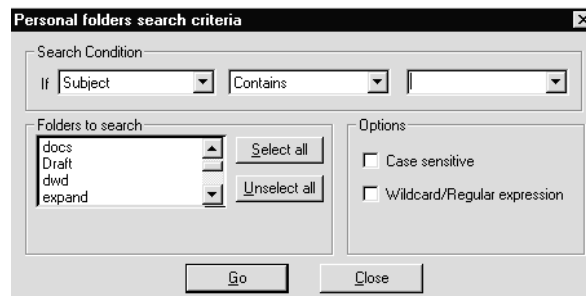 Personal folders search criteria
Search Condition
If Subject Contains
Folders to search
docs
Draft
dwd
expand
Select all
Unselect all
Options
Case sensitive
Wildcard/Regular expression
Go Close